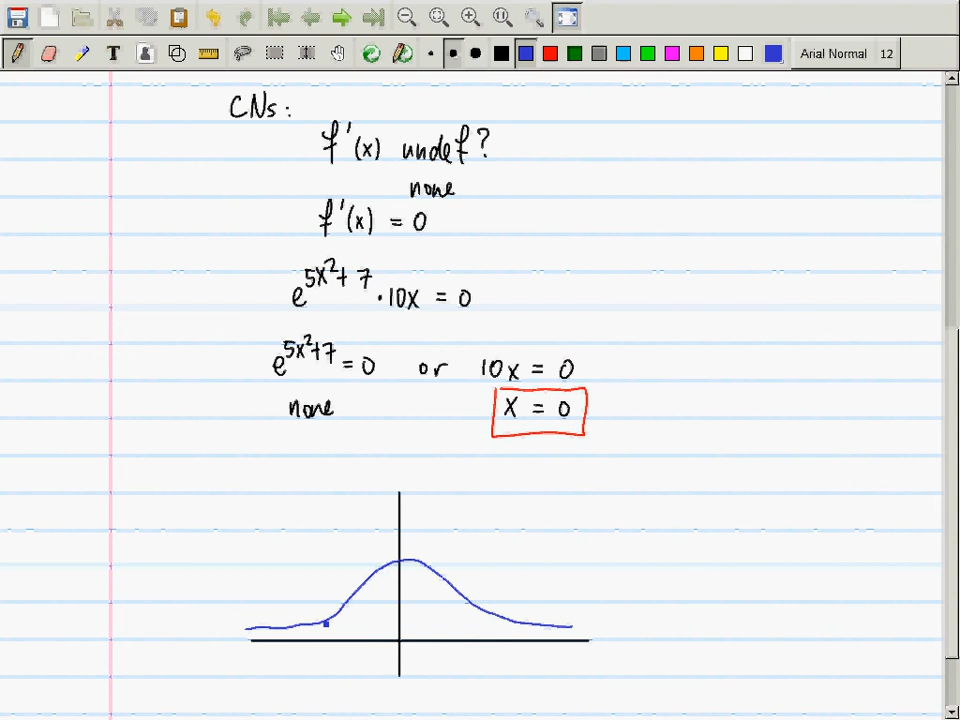 T
Arial Normal 12
CNs:
f'(x) undef?
none
f'(x) = 0
e^{5x²+7} · 10x = 0
e^{5x²+7} = 0 or 10x = 0
none x = 0